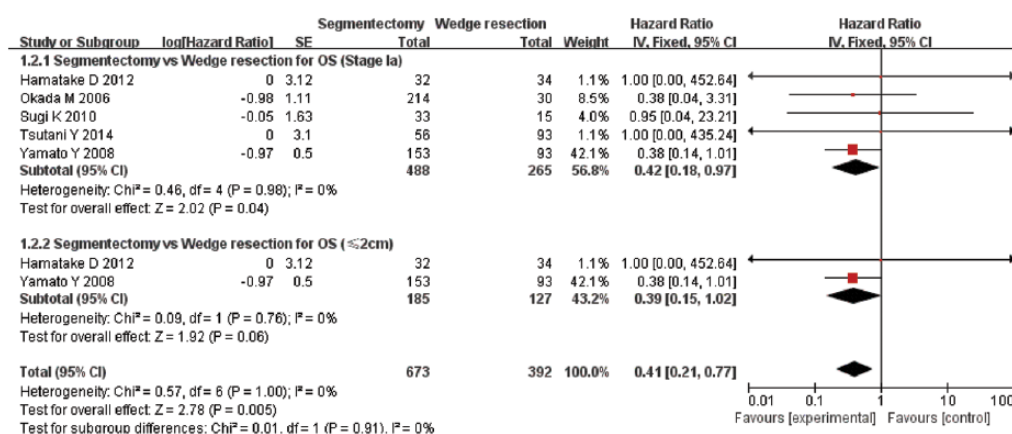 Segmentectomy Wedge resection Hazard Ratio Hazard Ratio
Study or Subgroup log[Hazard Ratio] SE Total Total Weight IV, Fixed, 95% CI IV, Fixed, 95% CI
1.2.1 Segmentectomy vs Wedge resection for OS (Stage Ia)
Hamatake D 2012 0 3.12 32 34 1.1% 1.00 [0.00, 452.64]
Okada M 2006 -0.98 1.11 214 30 8.5% 0.38 [0.04, 3.31]
Sugi K 2010 -0.05 1.63 33 15 4.0% 0.95 [0.04, 23.21]
Tsutani Y 2014 0 3.1 56 93 1.1% 1.00 [0.00, 435.24]
Yamato Y 2008 -0.97 0.5 153 93 42.1% 0.38 [0.14, 1.01]
Subtotal (95% CI) 488 265 56.8% 0.42 [0.18, 0.97]
Heterogeneity: Chi² = 0.46, df = 4 (P = 0.98); I² = 0%
Test for overall effect: Z = 2.02 (P = 0.04)
1.2.2 Segmentectomy vs Wedge resection for OS (≤2cm)
Hamatake D 2012 0 3.12 32 34 1.1% 1.00 [0.00, 452.64]
Yamato Y 2008 -0.97 0.5 153 93 42.1% 0.38 [0.14, 1.01]
Subtotal (95% CI) 185 127 43.2% 0.39 [0.15, 1.02]
Heterogeneity: Chi² = 0.09, df = 1 (P = 0.76); I² = 0%
Test for overall effect: Z = 1.92 (P = 0.06)
Total (95% CI) 673 392 100.0% 0.41 [0.21, 0.77]
Heterogeneity: Chi² = 0.57, df = 6 (P = 1.00); I² = 0%
Test for overall effect: Z = 2.78 (P = 0.005)
Test for subgroup differences: Chi² = 0.01, df = 1 (P = 0.91), I² = 0%
0.01 0.1 1 10 100
Favours [experimental] Favours [control]